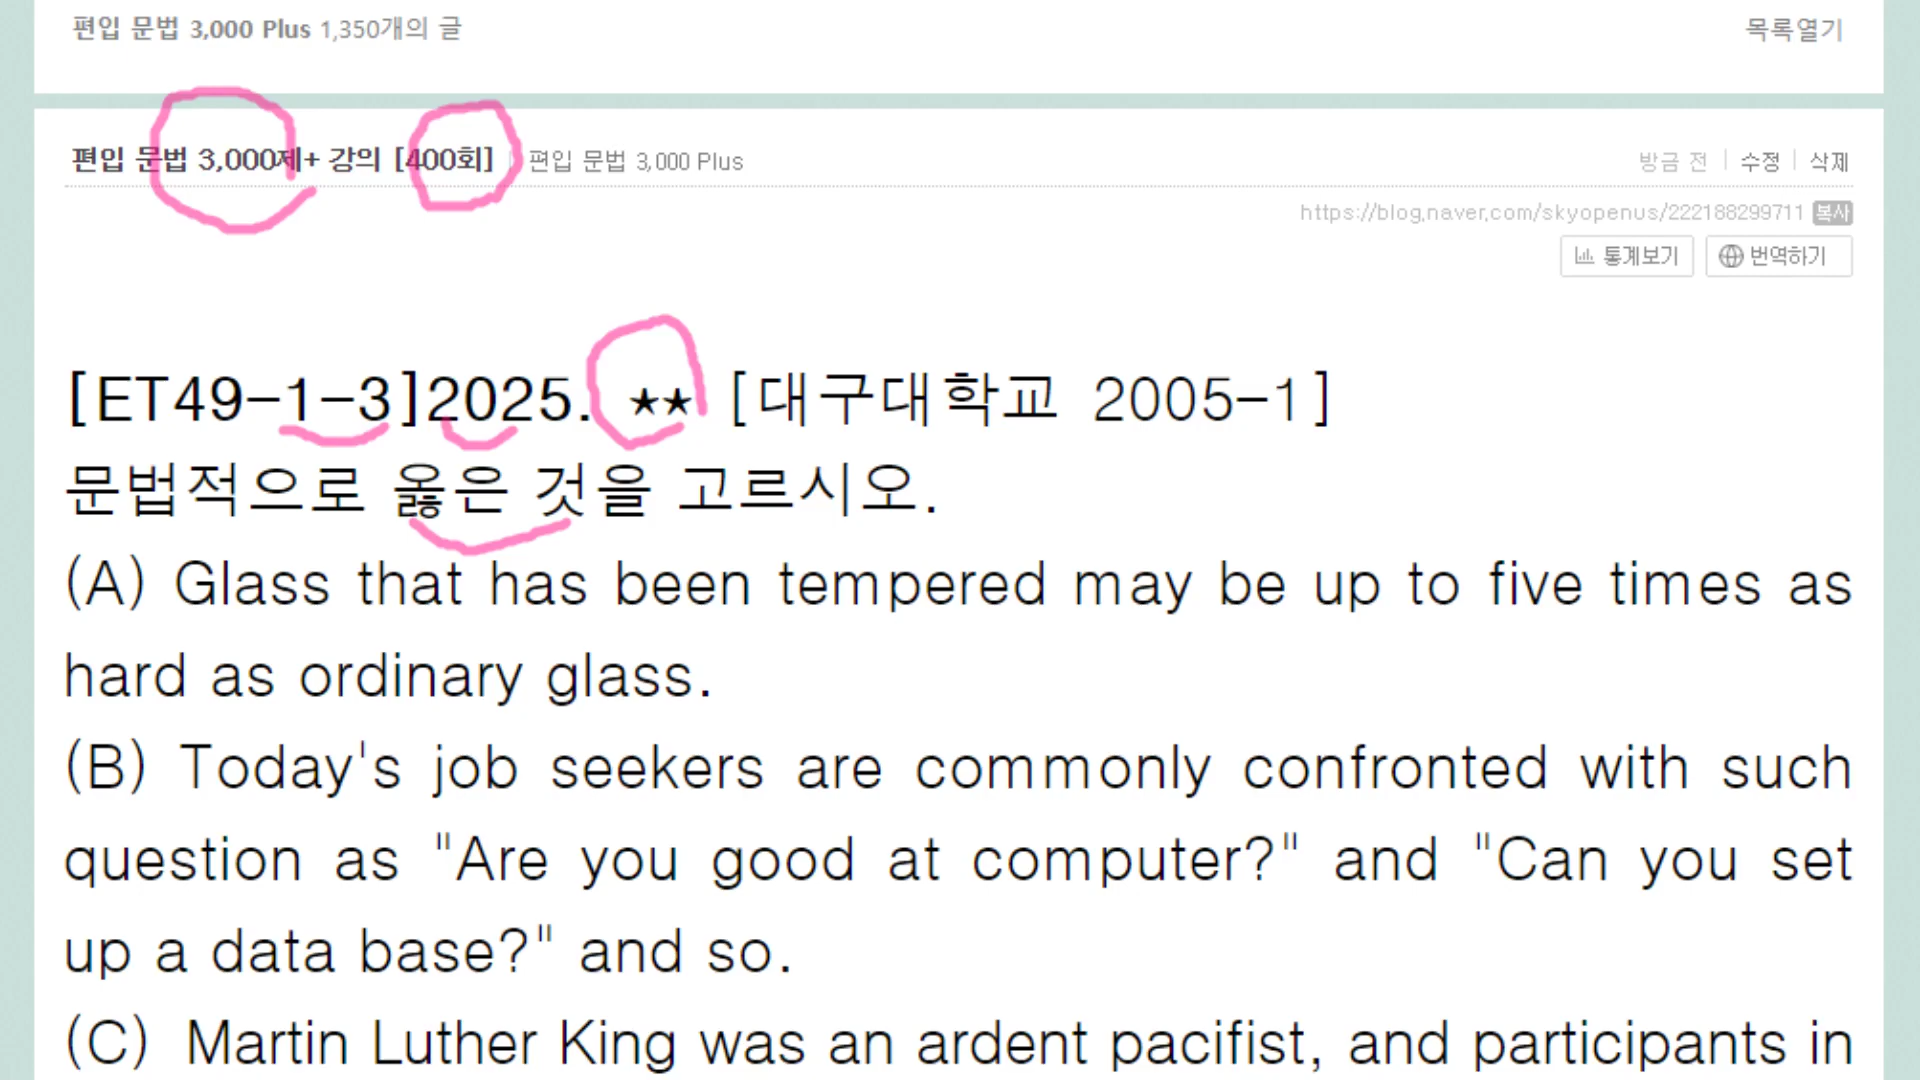 편입 문법 3,000 Plus 1,350개의 글 목록열기
편입 문법 3,000제+ 강의 [400회] 편입 문법 3,000 Plus 방금 전 수정 삭제
https://blog.naver.com/skyopenus/222188299711 복사
통계보기 번역하기
[ET49-1-3]2025. ★★ [대구대학교 2005-1]
문법적으로 옳은 것을 고르시오.
(A) Glass that has been tempered may be up to five times as
hard as ordinary glass.
(B) Today's job seekers are commonly confronted with such
question as "Are you good at computer?" and "Can you set
up a data base?" and so.
(C) Martin Luther King was an ardent pacifist, and participants in